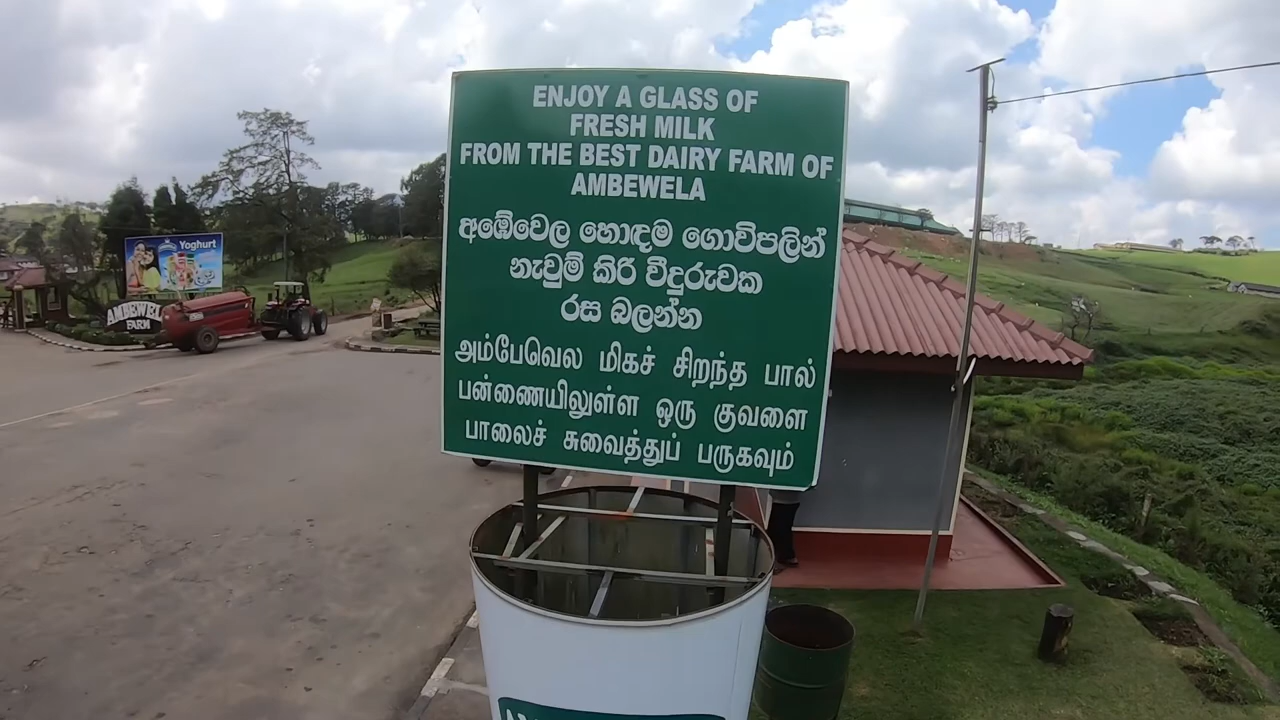 ENJOY A GLASS OF
FRESH MILK
FROM THE BEST DAIRY FARM OF
AMBEWELA
අඹේවෙල හොඳම ගොවිපලින්
නැවුම් කිරි වීදුරුවක
රස බලන්න
அம்பேவெல மிகச் சிறந்த பால்
பண்ணையிலுள்ள ஒரு குவளை
பாலைச் சுவைத்துப் பருகவும்
Yoghurt
AMBEWEL
FARM